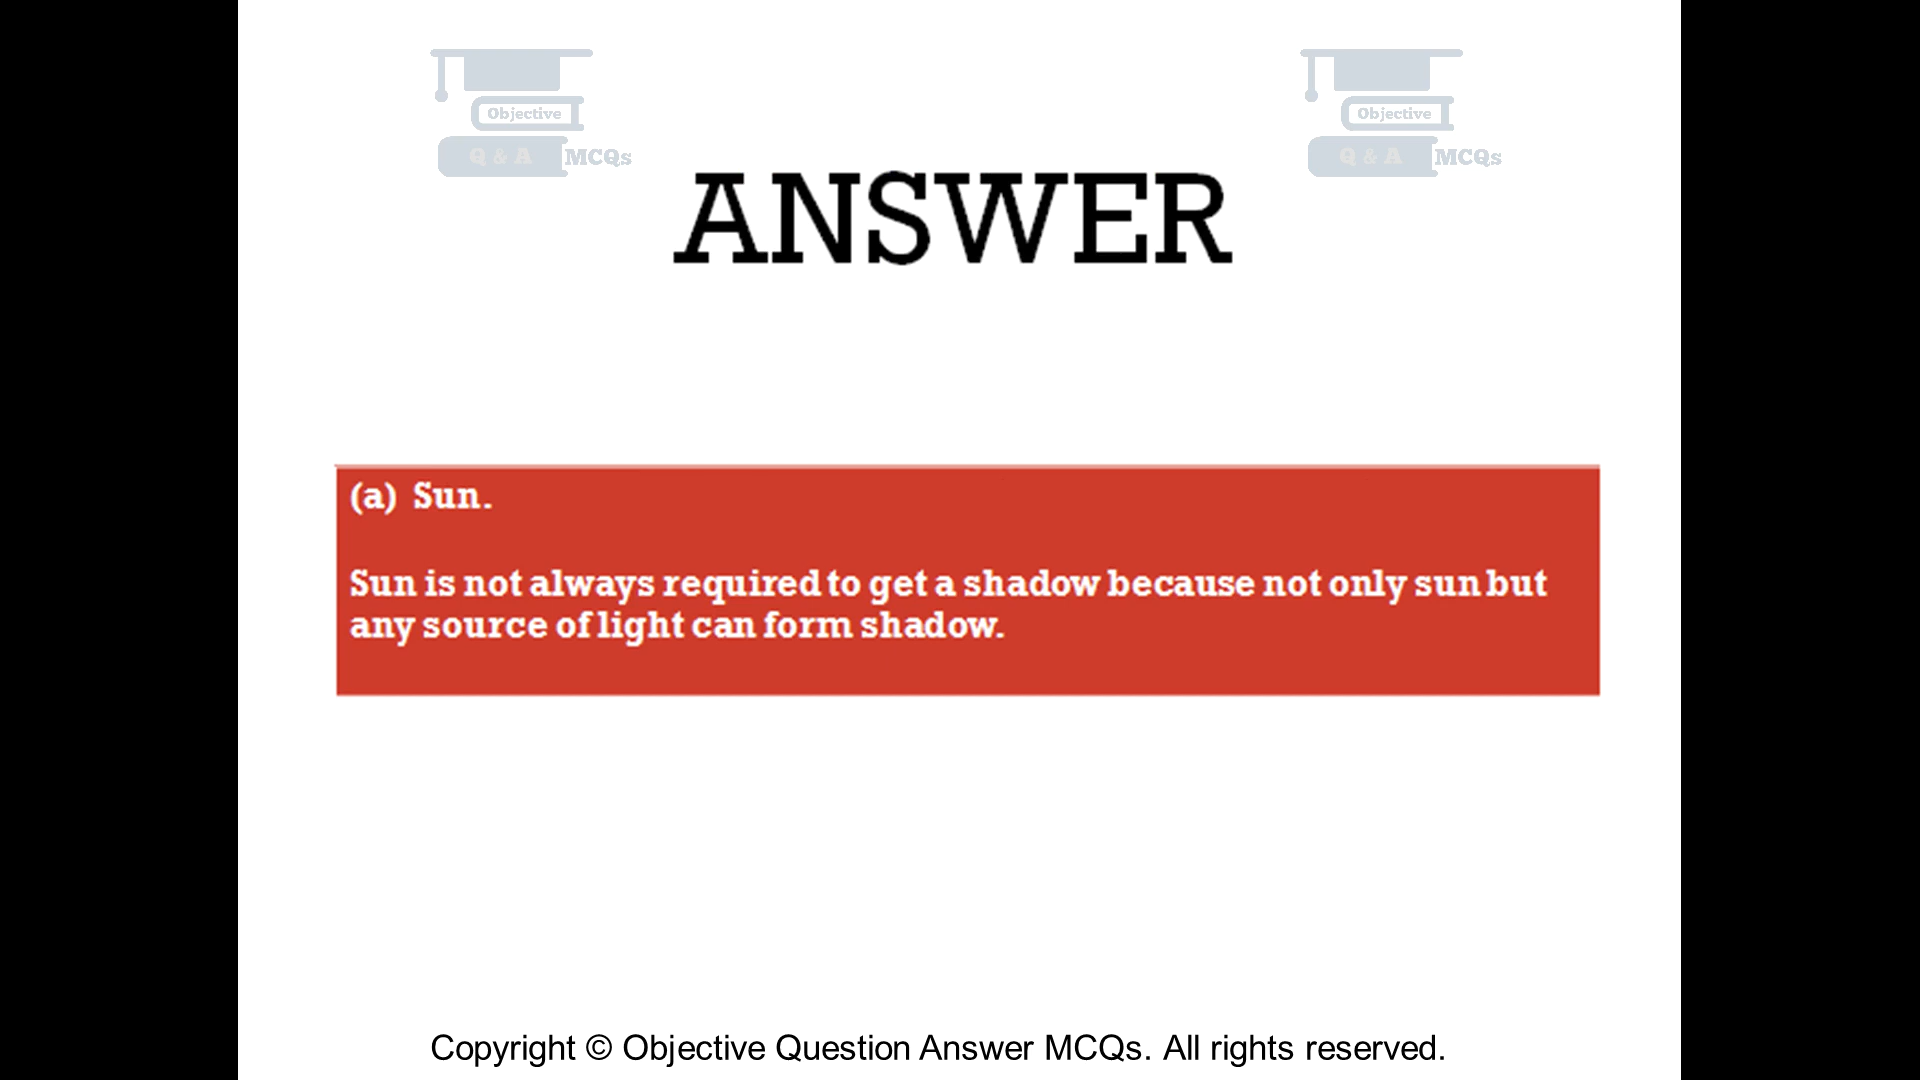 Objective
Q & A MCQs
Objective
Q & A MCQs
ANSWER
(a) Sun.
Sun is not always required to get a shadow because not only sun but
any source of light can form shadow.
Copyright © Objective Question Answer MCQs. All rights reserved.